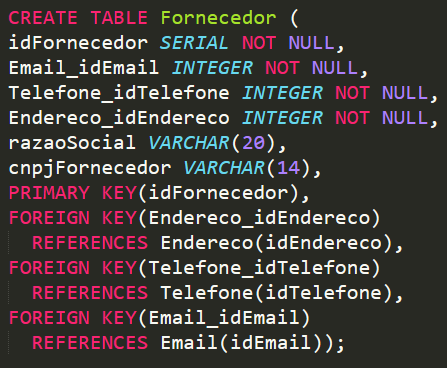 CREATE TABLE Fornecedor (
idFornecedor SERIAL NOT NULL,
Email_idEmail INTEGER NOT NULL,
Telefone_idTelefone INTEGER NOT NULL,
Endereco_idEndereco INTEGER NOT NULL,
razaoSocial VARCHAR(20),
cnpjFornecedor VARCHAR(14),
PRIMARY KEY(idFornecedor),
FOREIGN KEY(Endereco_idEndereco)
  REFERENCES Endereco(idEndereco),
FOREIGN KEY(Telefone_idTelefone)
  REFERENCES Telefone(idTelefone),
FOREIGN KEY(Email_idEmail)
  REFERENCES Email(idEmail));